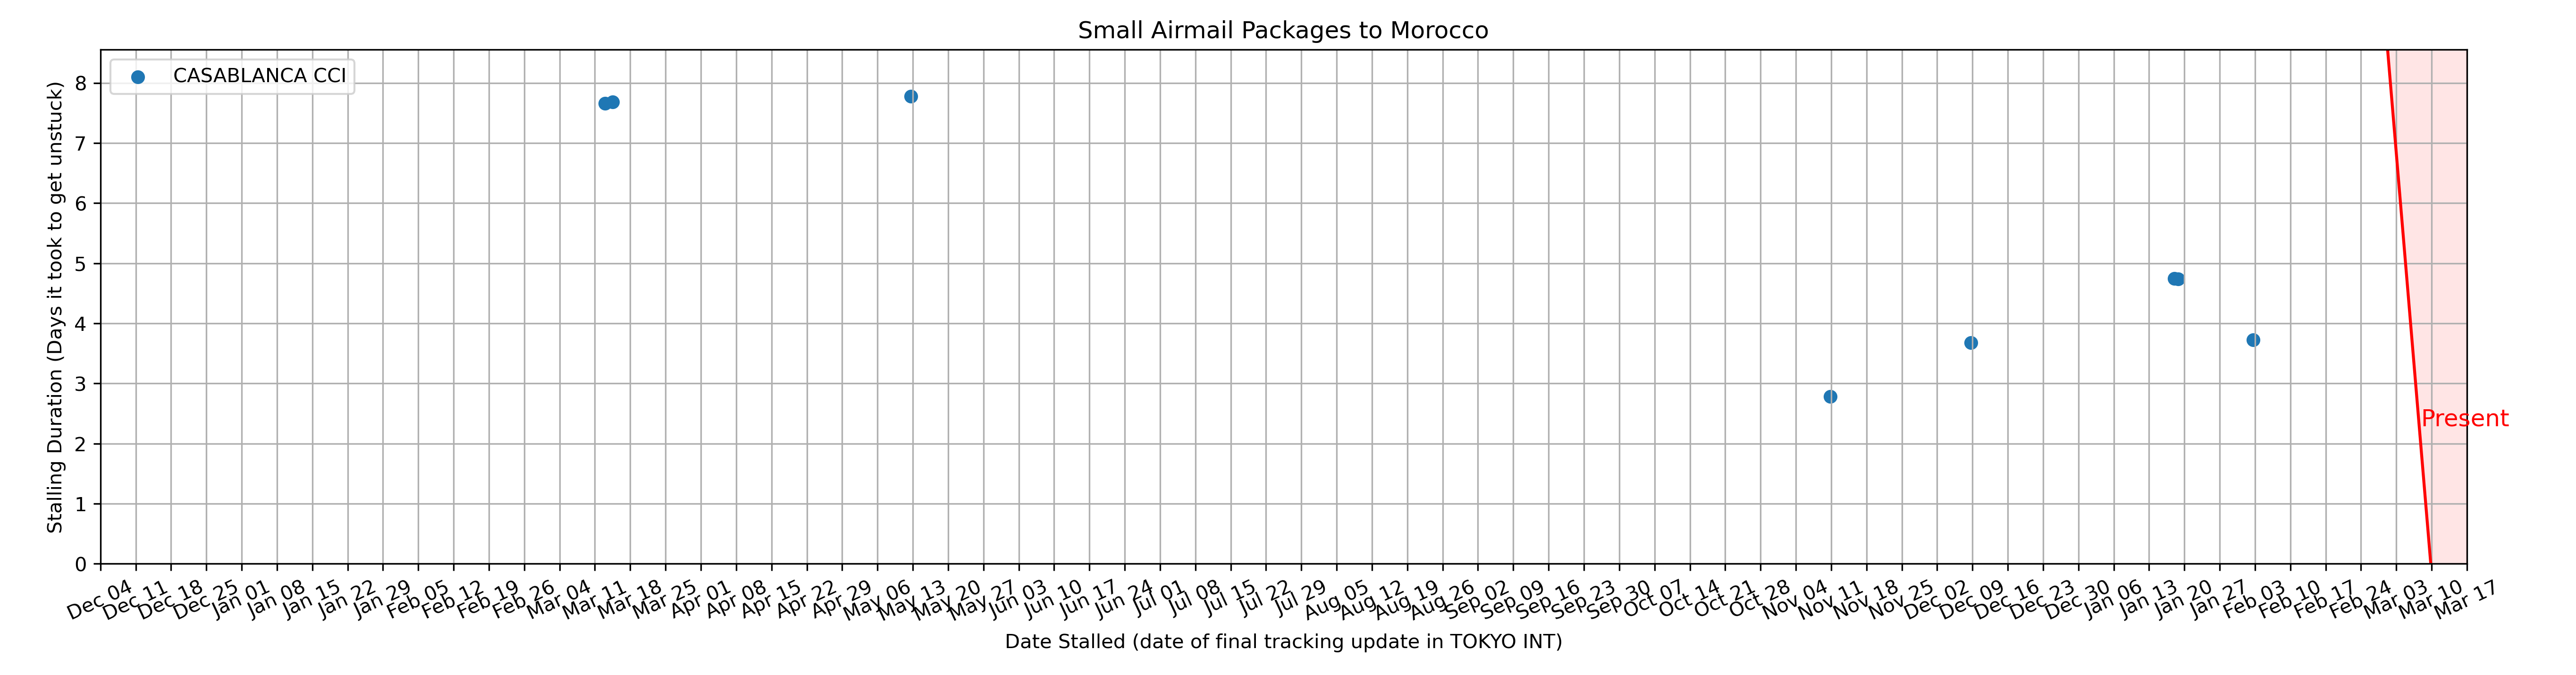 Small Airmail Packages to Morocco
CASABLANCA CCI
Stalling Duration (Days it took to get unstuck)
8
7
6
5
4
3
2
1
0
Present
Dec 04 Dec 11 Dec 18 Dec 25 Jan 01 Jan 08 Jan 15 Jan 22 Jan 29 Feb 05 Feb 12 Feb 19 Feb 26 Mar 04 Mar 11 Mar 18 Mar 25 Apr 01 Apr 08 Apr 15 Apr 22 Apr 29 May 06 May 13 May 20 May 27 Jun 03 Jun 10 Jun 17 Jun 24 Jul 01 Jul 08 Jul 15 Jul 22 Jul 29 Aug 05 Aug 12 Aug 19 Aug 26 Sep 02 Sep 09 Sep 16 Sep 23 Sep 30 Oct 07 Oct 14 Oct 21 Oct 28 Nov 04 Nov 11 Nov 18 Nov 25 Dec 02 Dec 09 Dec 16 Dec 23 Dec 30 Jan 06 Jan 13 Jan 20 Jan 27 Feb 03 Feb 10 Feb 17 Feb 24 Mar 03 Mar 10 Mar 17
Date Stalled (date of final tracking update in TOKYO INT)